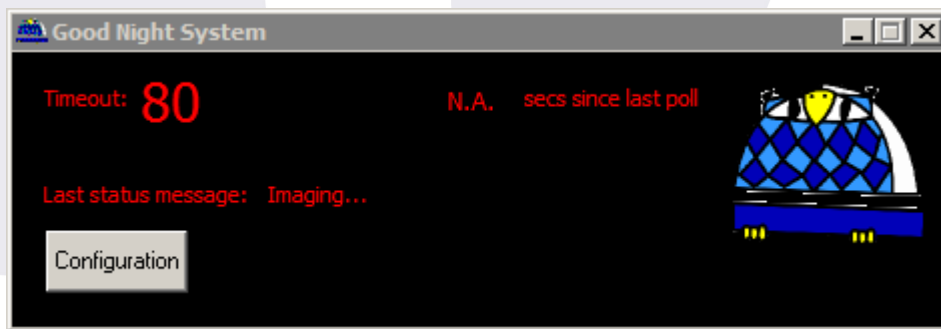 Good Night System
Timeout: 80 N.A. secs since last poll
Last status message: Imaging...
Configuration